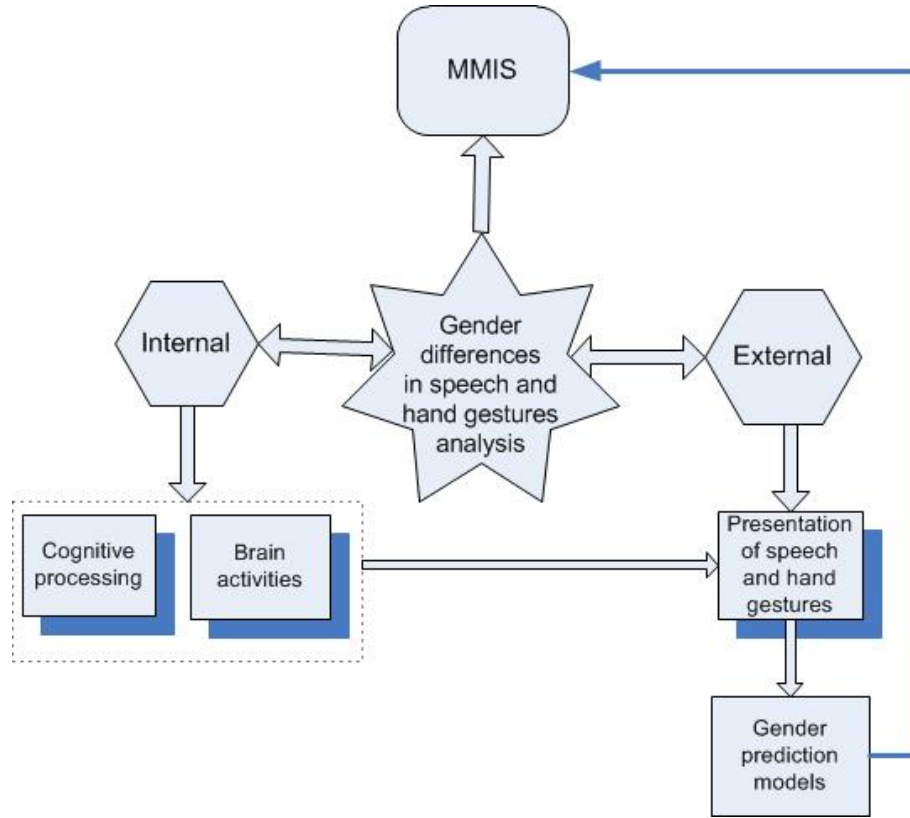 MMIS
Internal
Gender
differences
in speech and
hand gestures
analysis
External
Cognitive
processing
Brain
activities
Presentation
of speech
and hand
gestures
Gender
prediction
models